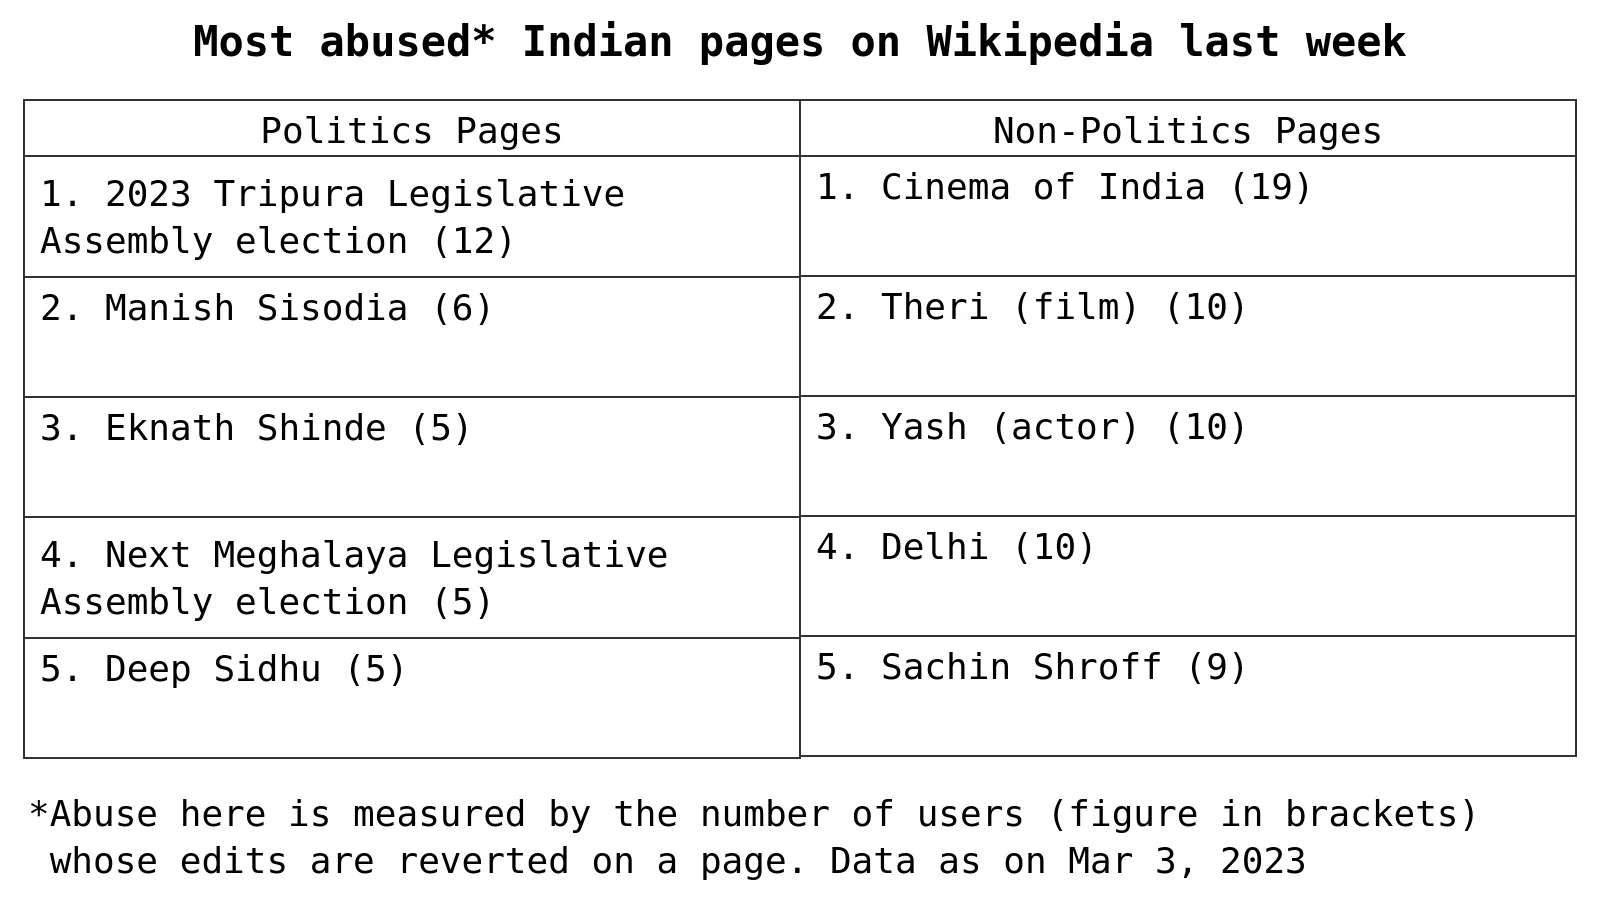 Most abused* Indian pages on Wikipedia last week
Politics Pages
Non-Politics Pages
1. 2023 Tripura Legislative
Assembly election (12)
1. Cinema of India (19)
2. Manish Sisodia (6)
2. Theri (film) (10)
3. Eknath Shinde (5)
3. Yash (actor) (10)
4. Next Meghalaya Legislative
Assembly election (5)
4. Delhi (10)
5. Deep Sidhu (5)
5. Sachin Shroff (9)
*Abuse here is measured by the number of users (figure in brackets)
whose edits are reverted on a page. Data as on Mar 3, 2023